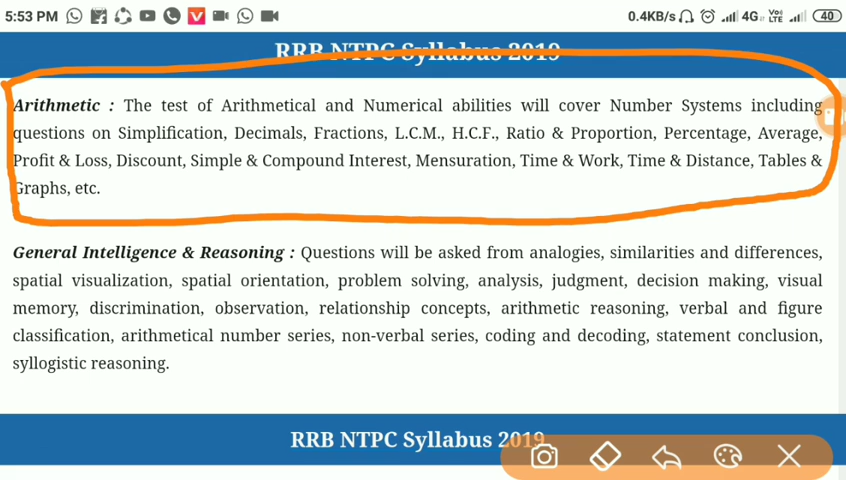 5:53 PM 0.4KB/s 4G Vo) LTE 40
RRB NTPC Syllabus 2019
Arithmetic : The test of Arithmetical and Numerical abilities will cover Number Systems including
questions on Simplification, Decimals, Fractions, L.C.M., H.C.F., Ratio & Proportion, Percentage, Average,
Profit & Loss, Discount, Simple & Compound Interest, Mensuration, Time & Work, Time & Distance, Tables &
Graphs, etc.
General Intelligence & Reasoning : Questions will be asked from analogies, similarities and differences,
spatial visualization, spatial orientation, problem solving, analysis, judgment, decision making, visual
memory, discrimination, observation, relationship concepts, arithmetic reasoning, verbal and figure
classification, arithmetical number series, non-verbal series, coding and decoding, statement conclusion,
syllogistic reasoning.
RRB NTPC Syllabus 2019